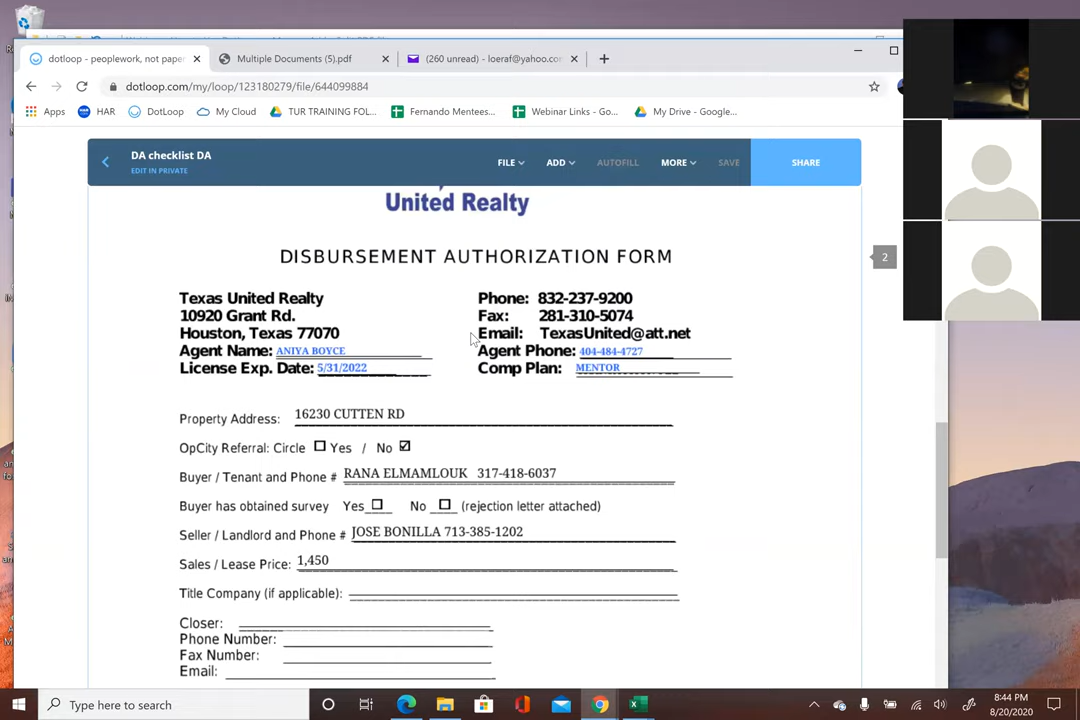 dotloop - peoplework, not paper
Multiple Documents (5).pdf
(260 unread) - loeraf@yahoo.com
dotloop.com/my/loop/123180279/file/644099884
Apps
HAR
DotLoop
My Cloud
TUR TRAINING FOL...
Fernando Mentees...
Webinar Links - Go...
My Drive - Google...
DA checklist DA
EDIT IN PRIVATE
FILE
ADD
AUTOFILL
MORE
SAVE
SHARE
United Realty
2
DISBURSEMENT AUTHORIZATION FORM
Texas United Realty
Phone: 832-237-9200
10920 Grant Rd.
Fax: 281-310-5074
Houston, Texas 77070
Email: TexasUnited@att.net
Agent Name: ANIYA BOYCE
Agent Phone: 404-484-4727
License Exp. Date: 5/31/2022
Comp Plan: MENTOR
Property Address: 16230 CUTTEN RD
OpCity Referral: Circle Yes / No
Buyer / Tenant and Phone # RANA ELMAMLOUK 317-418-6037
Buyer has obtained survey Yes No (rejection letter attached)
Seller / Landlord and Phone # JOSE BONILLA 713-385-1202
Sales / Lease Price: 1,450
Title Company (if applicable):
Closer:
Phone Number:
Fax Number:
Email:
Type here to search
8:44 PM
8/20/2020